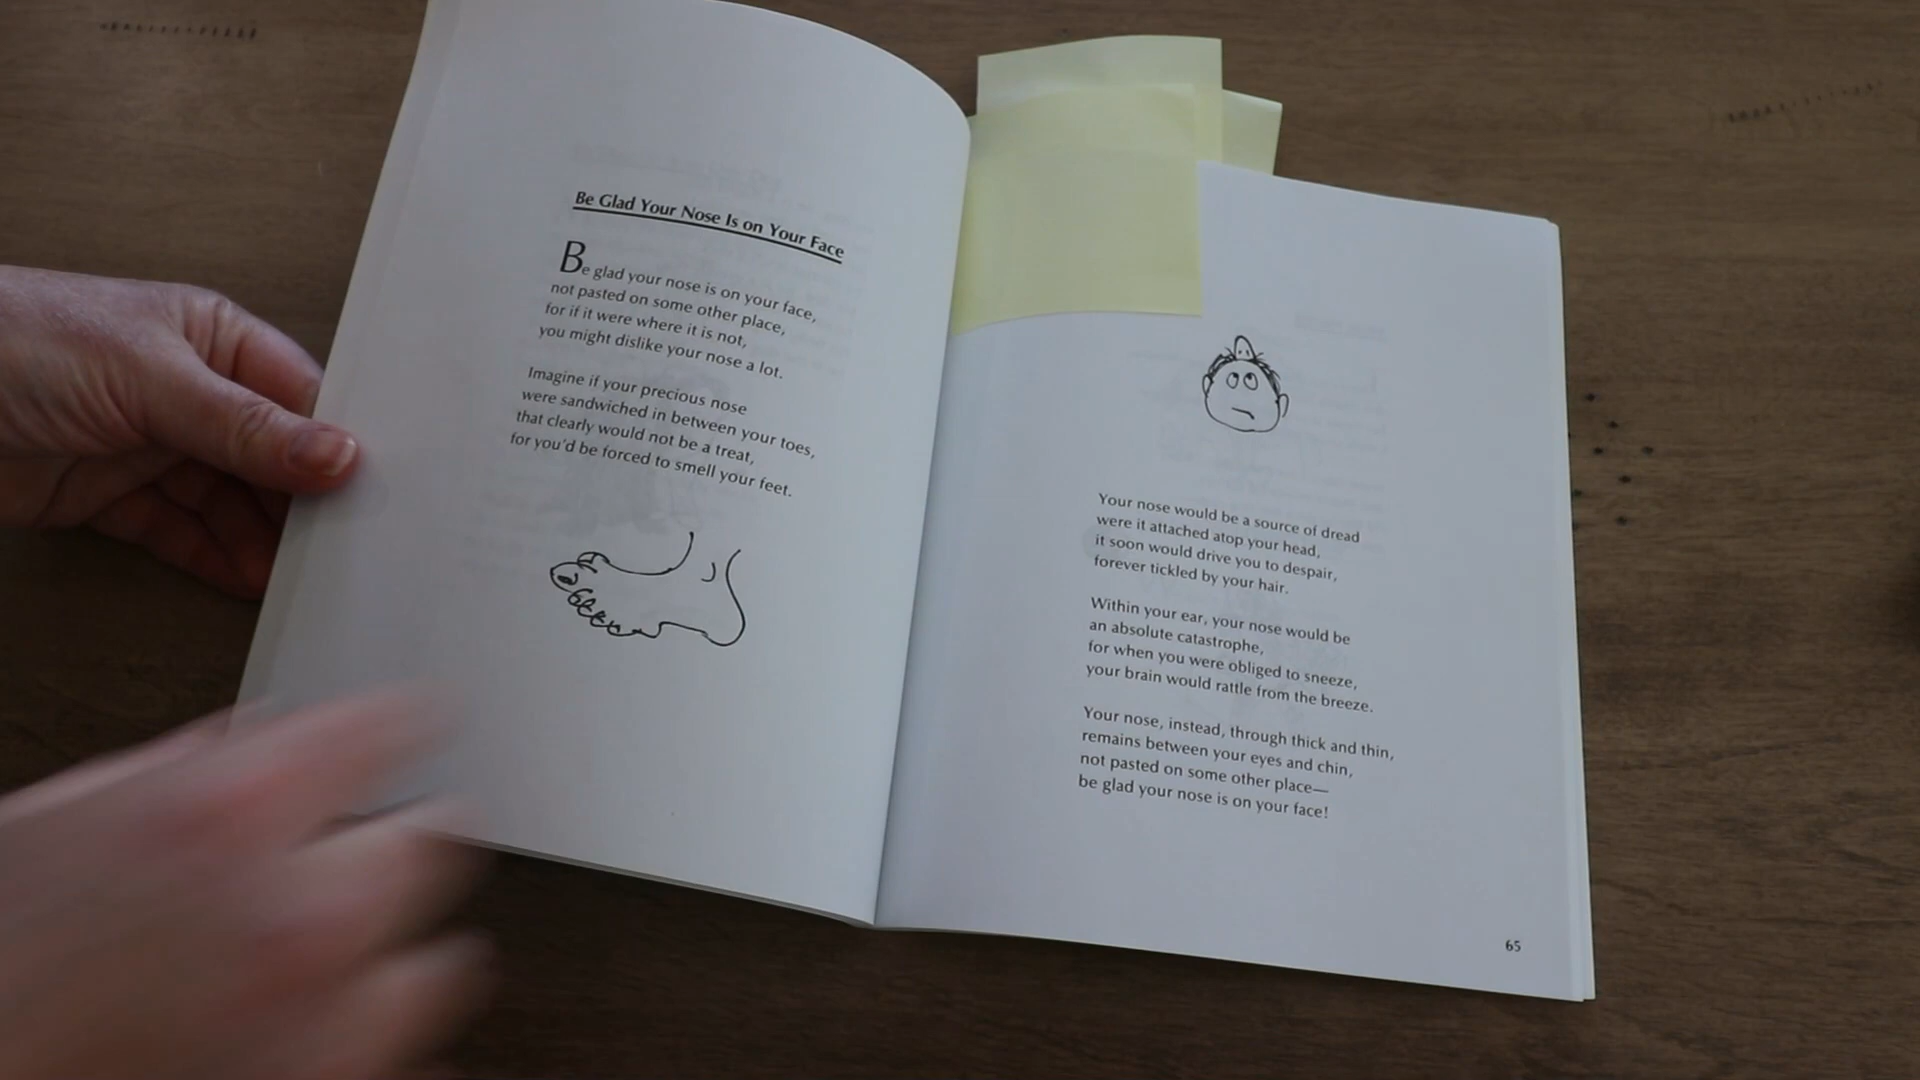 Be Glad Your Nose Is on Your Face
Be glad your nose is on your face,
not pasted on some other place,
for if it were where it is not,
you might dislike your nose a lot.
Imagine if your precious nose
were sandwiched in between your toes,
that clearly would not be a treat,
for you'd be forced to smell your feet.
Your nose would be a source of dread
were it attached atop your head,
it soon would drive you to despair,
forever tickled by your hair.
Within your ear, your nose would be
an absolute catastrophe,
for when you were obliged to sneeze,
your brain would rattle from the breeze.
Your nose, instead, through thick and thin,
remains between your eyes and chin,
not pasted on some other place—
be glad your nose is on your face!
65